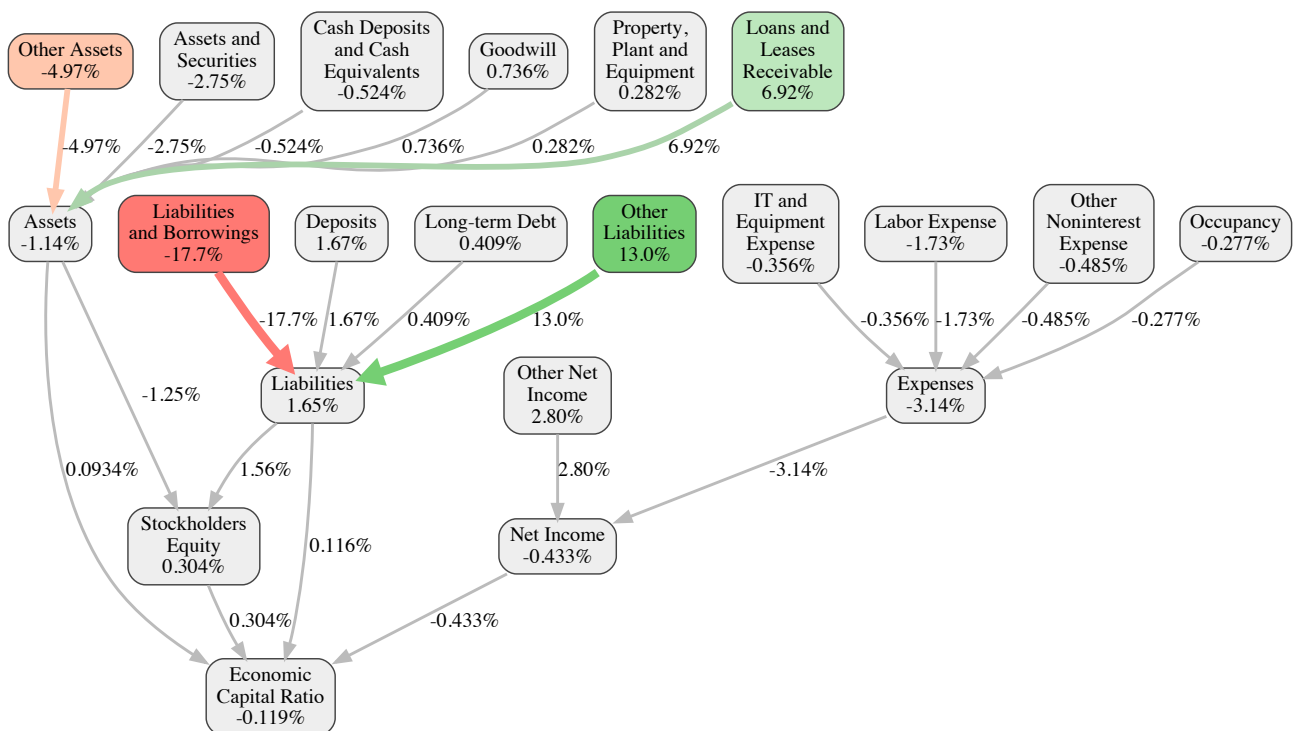 Other Assets
-4.97%
Assets and
Securities
-2.75%
Cash Deposits
and Cash
Equivalents
-0.524%
Goodwill
0.736%
Property,
Plant and
Equipment
0.282%
Loans and
Leases
Receivable
6.92%
-4.97%
-2.75%
-0.524%
0.736%
0.282%
6.92%
Assets
-1.14%
Liabilities
and Borrowings
-17.7%
Deposits
1.67%
Long-term Debt
0.409%
Other
Liabilities
13.0%
IT and
Equipment
Expense
-0.356%
Labor Expense
-1.73%
Other
Noninterest
Expense
-0.485%
Occupancy
-0.277%
-17.7%
1.67%
0.409%
13.0%
-0.356%
-1.73%
-0.485%
-0.277%
Liabilities
1.65%
Other Net
Income
2.80%
Expenses
-3.14%
-1.25%
0.0934%
1.56%
2.80%
-3.14%
Stockholders
Equity
0.304%
0.116%
Net Income
-0.433%
0.304%
-0.433%
Economic
Capital Ratio
-0.119%